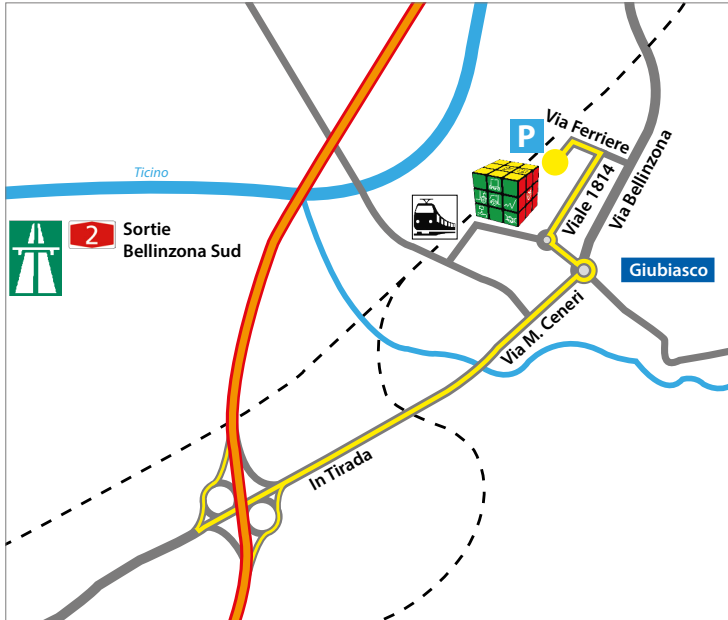 P
Via Ferriere
Ticino
Viale 1814
Via Bellinzona
2
Sortie
Bellinzona Sud
Giubiasco
Via M. Ceneri
In Tirada